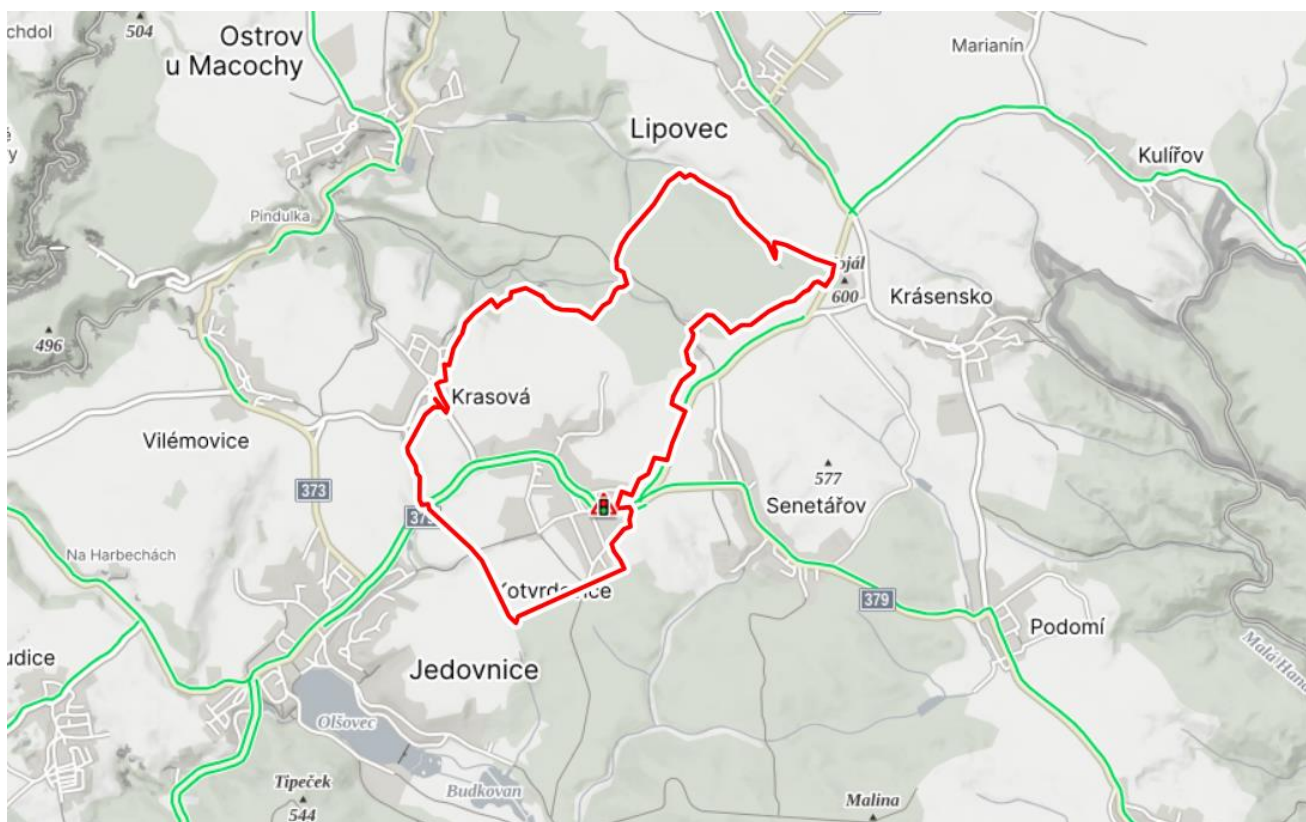 chdol
504
Ostrov
u Macochy
Marianín
Lipovec
Kulířov
Pindulka
600
Krásensko
496
Krasová
Vilémovice
577
373
Senetářov
Na Harbechách
379
Podomí
Jedovnice
udice
Olšovec
Budkovan
Tipeček
544
Malina